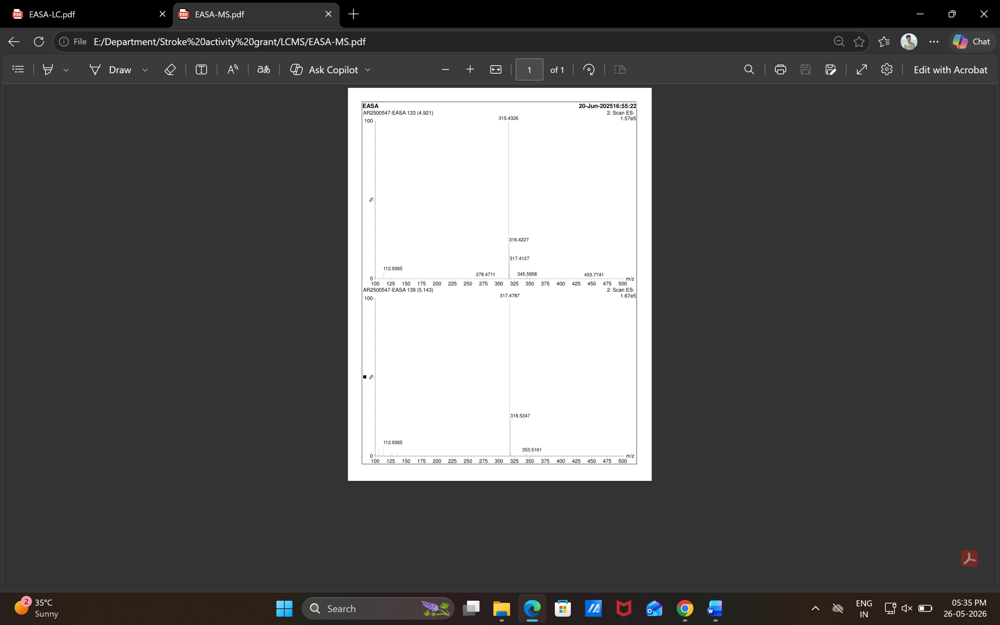 EASA-LC.pdf
EASA-MS.pdf
File E:/Department/Stroke%20activity%20grant/LCMS/EASA-MS.pdf
Chat
Draw
Ask Copilot
1 of 1
Edit with Acrobat
EASA 20-Jun-202516:55:22
AR2500547-EASA 133 (4.921) 2: Scan ES-
1.57e5
100
315.4326
%
316.4227
317.4127
112.9365
278.4711
345.5958
453.7741
0
m/z
100 125 150 175 200 225 250 275 300 325 350 375 400 425 450 475 500
AR2500547-EASA 139 (5.143) 2: Scan ES-
1.67e5
100
317.4787
%
318.5347
112.9365
353.5161
0
m/z
100 125 150 175 200 225 250 275 300 325 350 375 400 425 450 475 500
2
35°C
Sunny
Search
ENG
IN
05:35 PM
26-05-2026